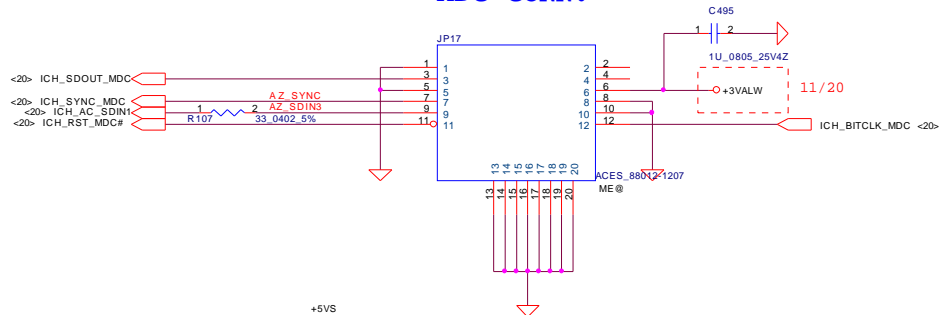 C495
1 2
1U_0805_25V4Z
JP17
<20> ICH_SDOUT_MDC
<20> ICH_SYNC_MDC
<20> ICH_AC_SDIN1
<20> ICH_RST_MDC#
AZ_SYNC
AZ_SDIN3
1 2
R107 33_0402_5%
1 1 2 2
3 3 4 4
5 5 6 6
7 7 8 8
9 9 10 10
11 11 12 12
+3VALW
11/20
ICH_BITCLK_MDC <20>
ACES_88012-1207
ME@
13 14 15 16 17 18 19 20
13 14 15 16 17 18 19 20
+5VS